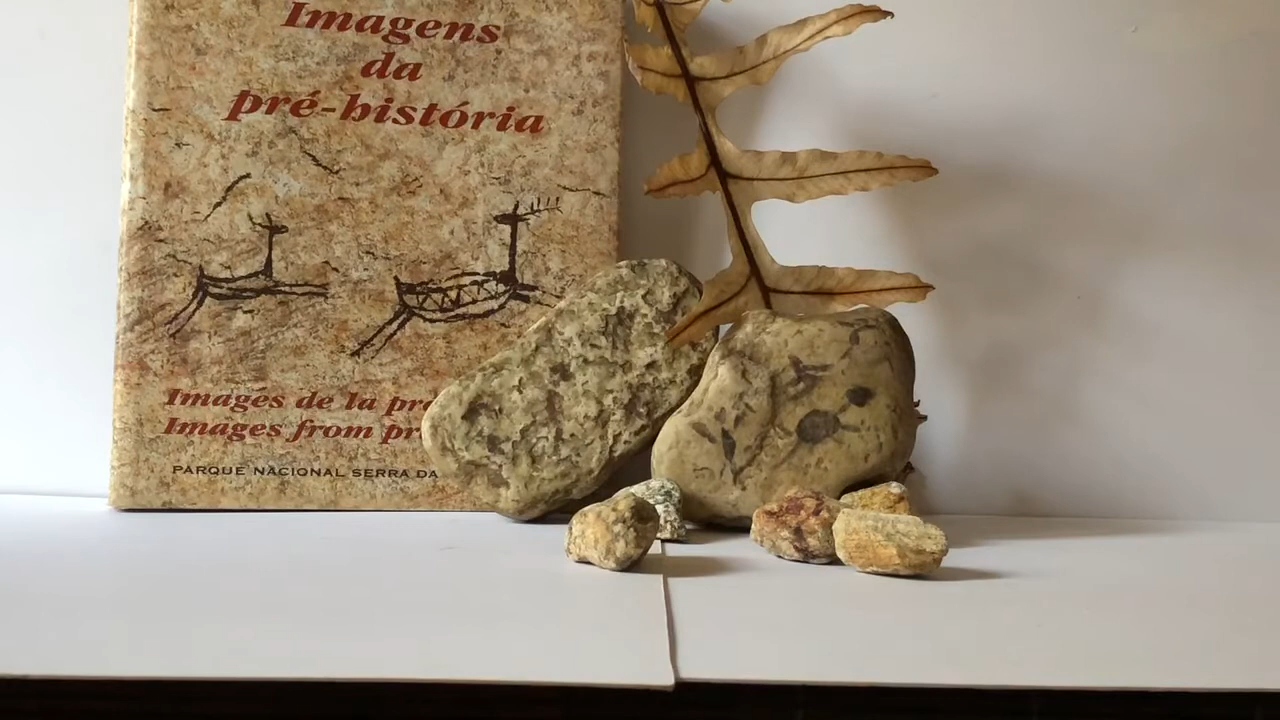 Imagens
da
pré-história
Images de la
Images from
PARQUE NACIONAL SERRA DA